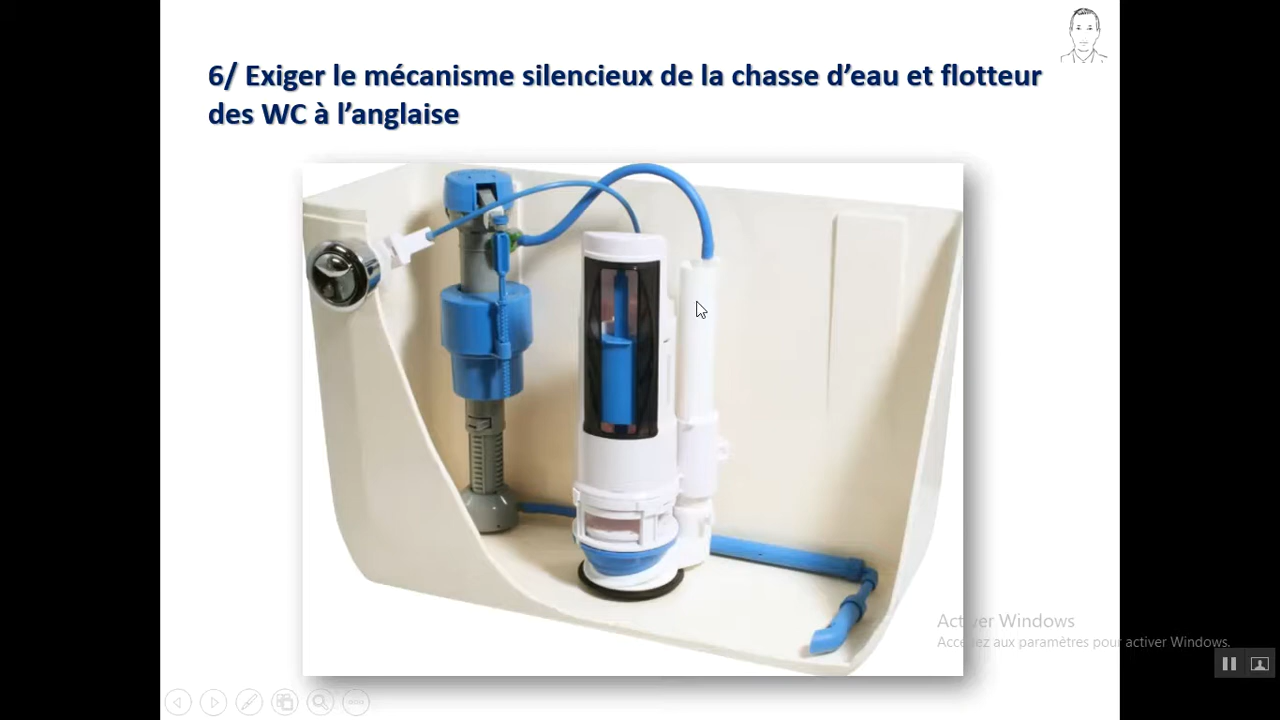 6/ Exiger le mécanisme silencieux de la chasse d’eau et flotteur
des WC à l’anglaise
Activer Windows
Accédez aux paramètres pour activer Windows.